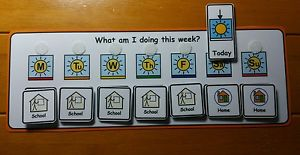 What am I doing this week?
Today
M Tu W Th F Sa Su
School School School School School Home Home